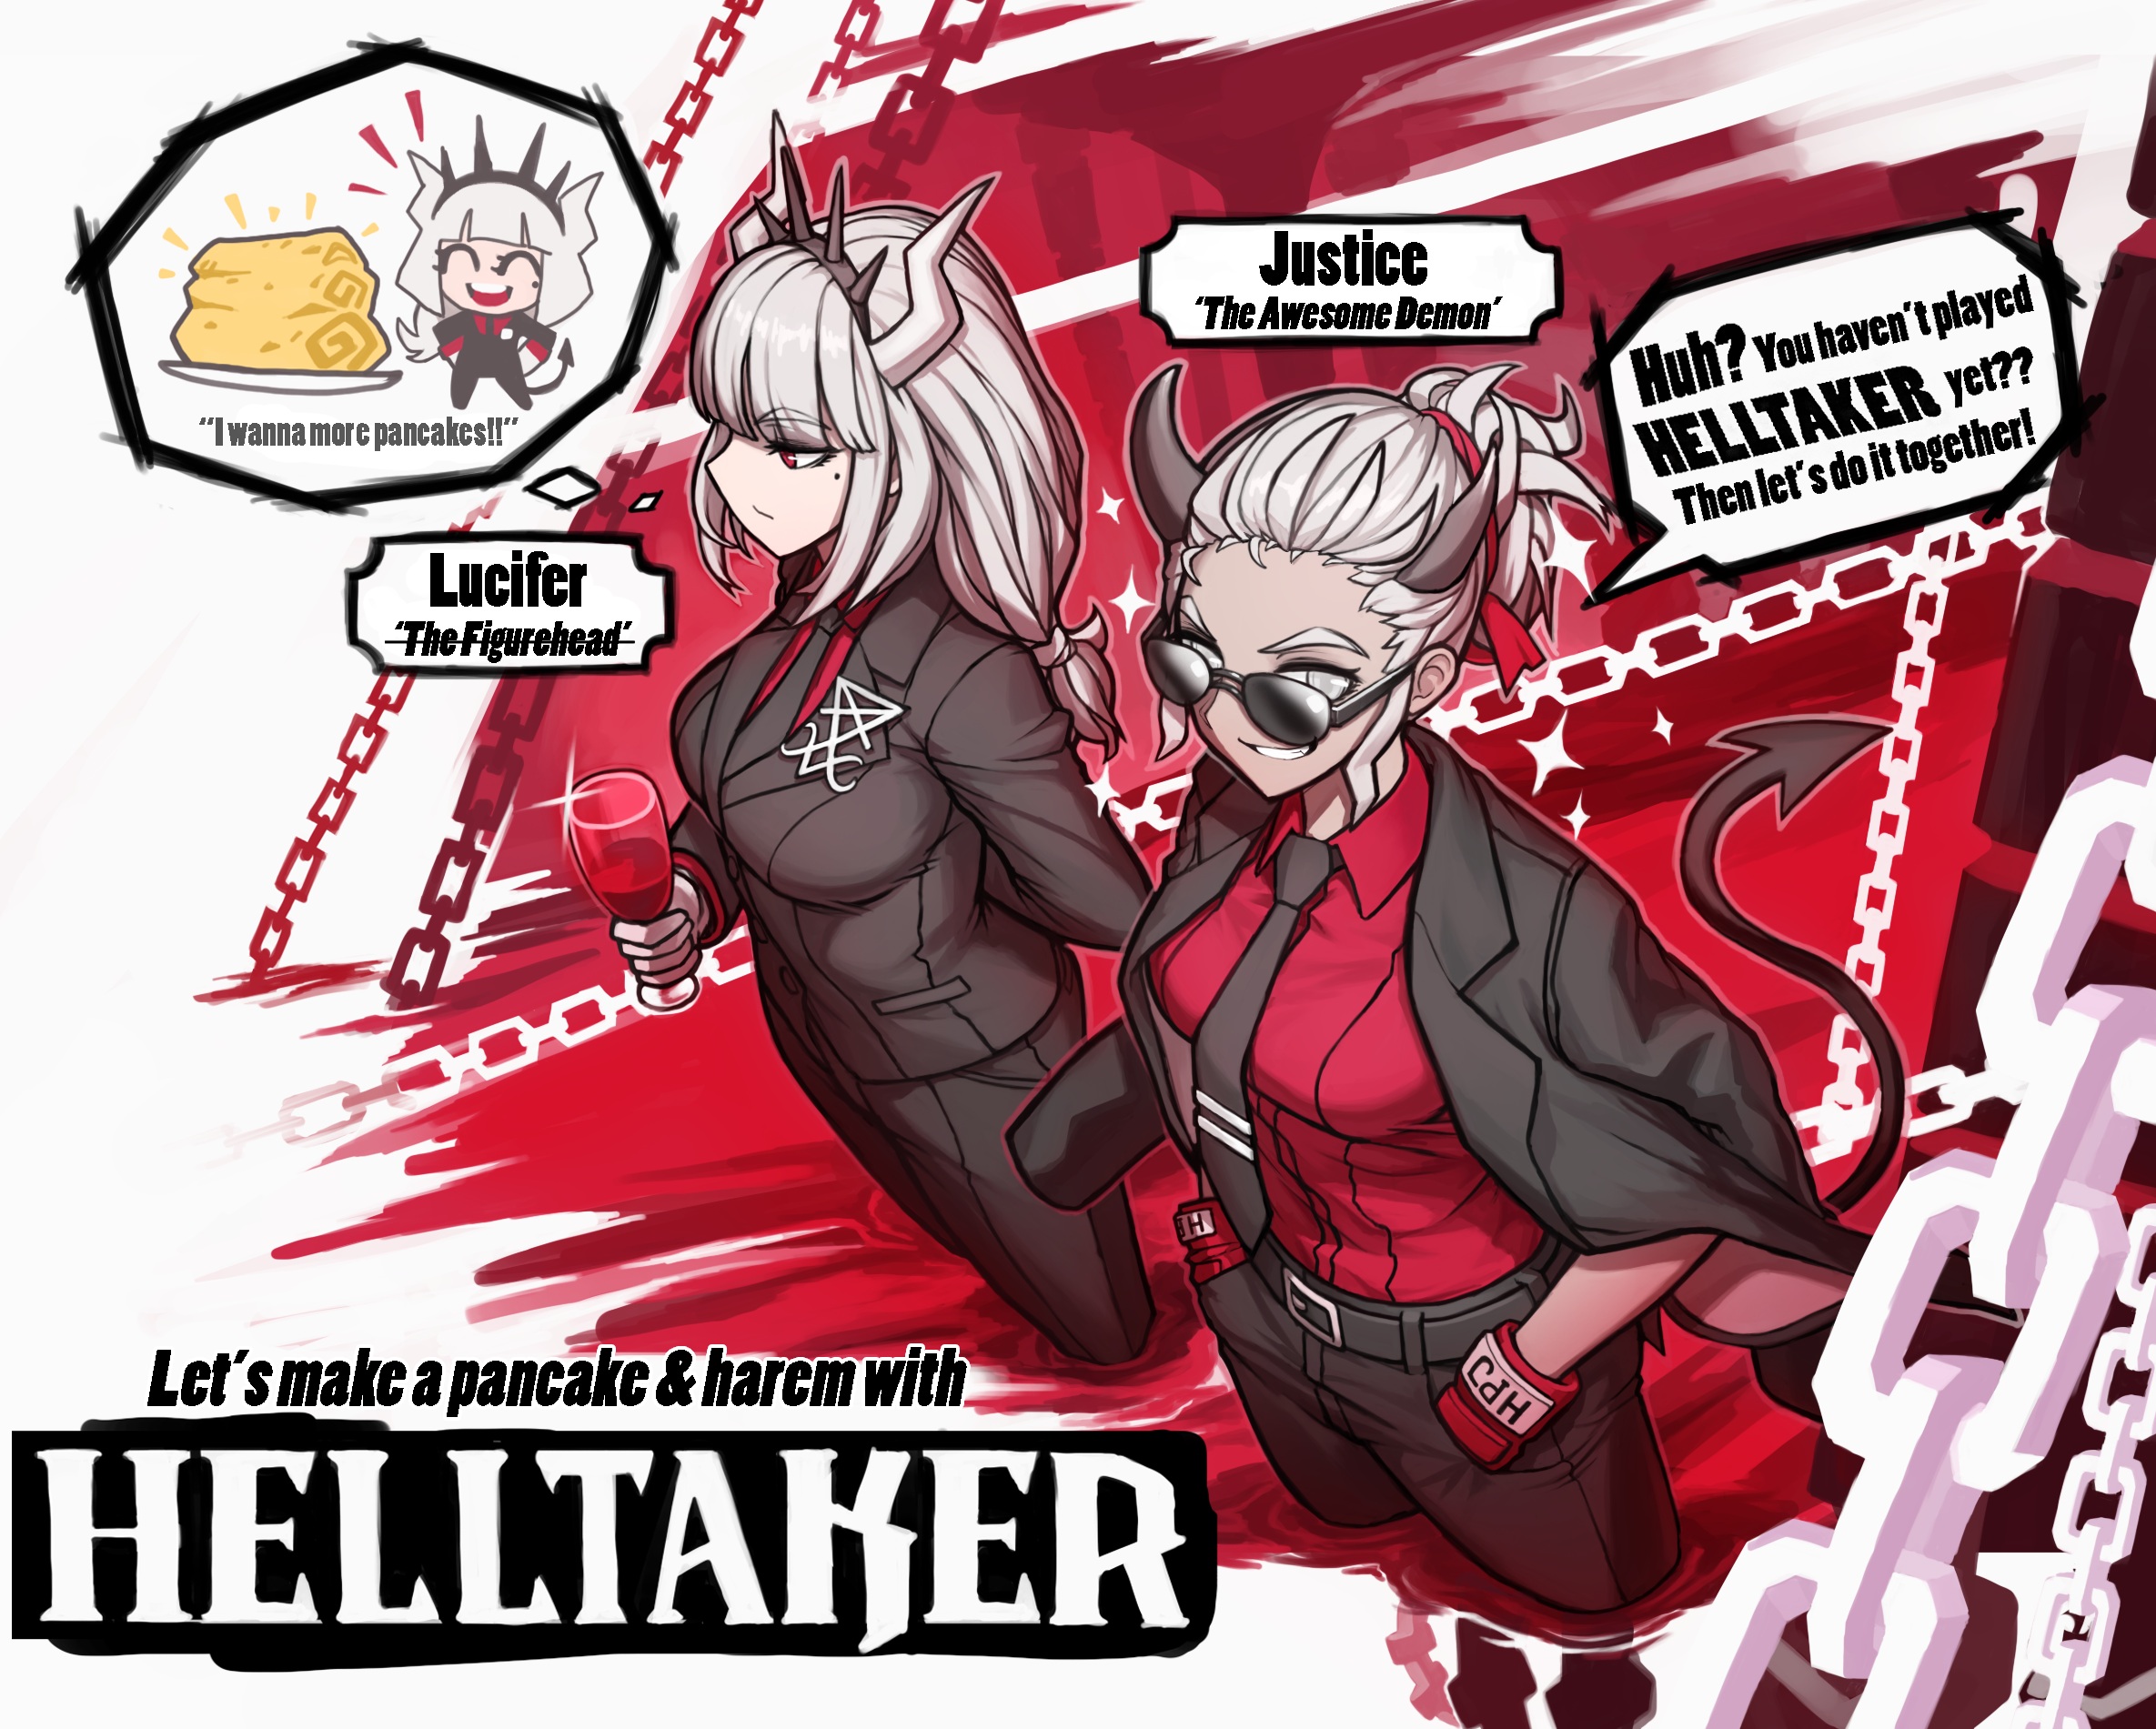 "I wanna more pancakes!!"
Lucifer
'The Figurehead'
Justice
'The Awesome Demon'
Huh? You haven't played
HELLTAKER yet??
Then let's do it together!
HPJ
Let's make a pancake & harem with
HELLTAKER